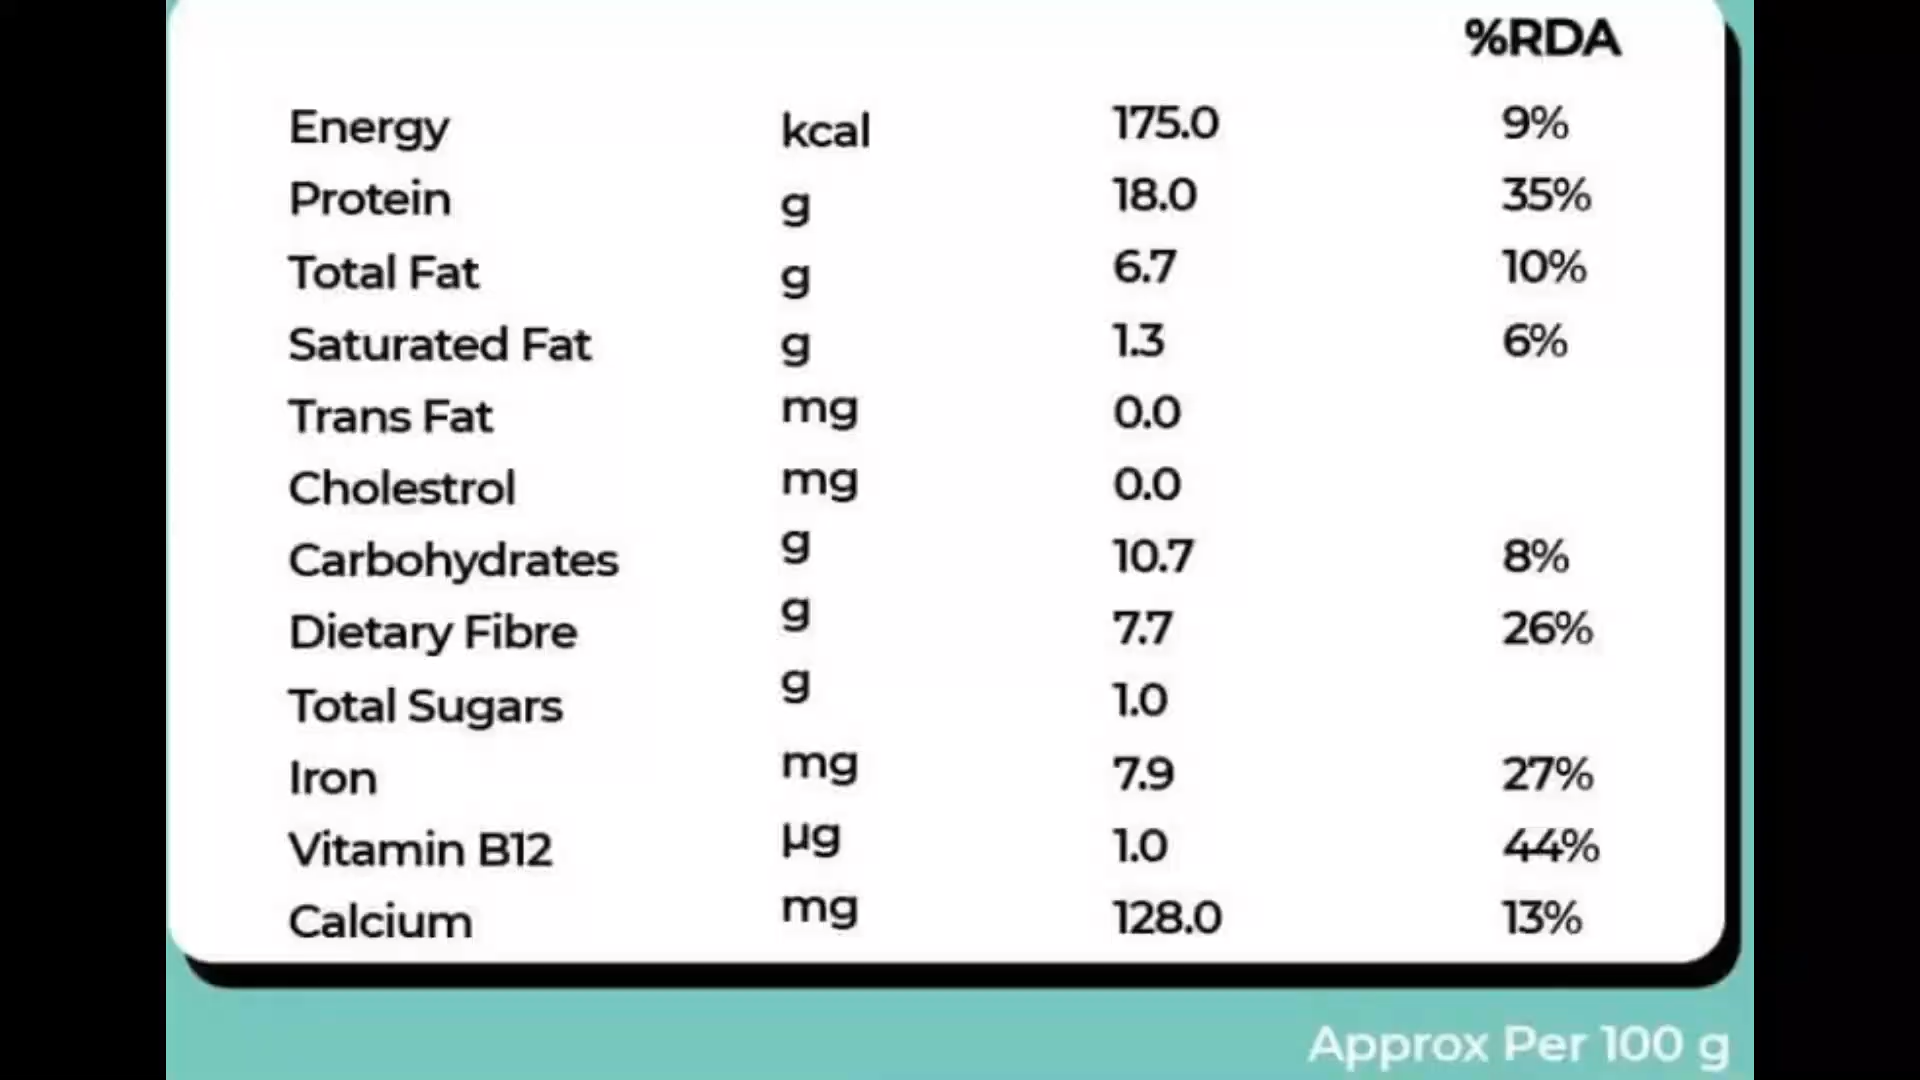 %RDA
Energy kcal 175.0 9%
Protein g 18.0 35%
Total Fat g 6.7 10%
Saturated Fat g 1.3 6%
Trans Fat mg 0.0
Cholestrol mg 0.0
Carbohydrates g 10.7 8%
Dietary Fibre g 7.7 26%
Total Sugars g 1.0
Iron mg 7.9 27%
Vitamin B12 µg 1.0 44%
Calcium mg 128.0 13%
Approx Per 100 g